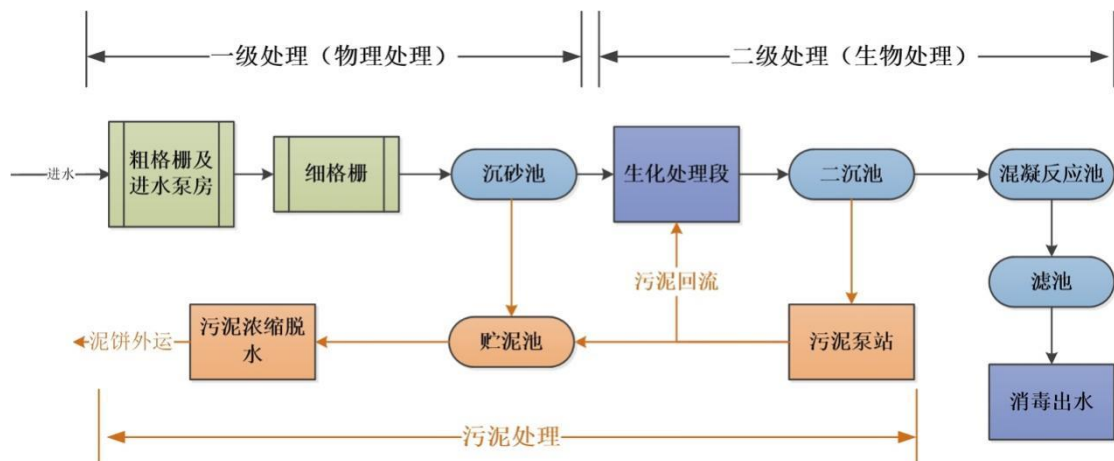 一级处理（物理处理）
二级处理（生物处理）
进水
粗格栅及
进水泵房
细格栅
沉砂池
生化处理段
二沉池
混凝反应池
污泥回流
滤池
泥饼外运
污泥浓缩脱
水
贮泥池
污泥泵站
消毒出水
污泥处理